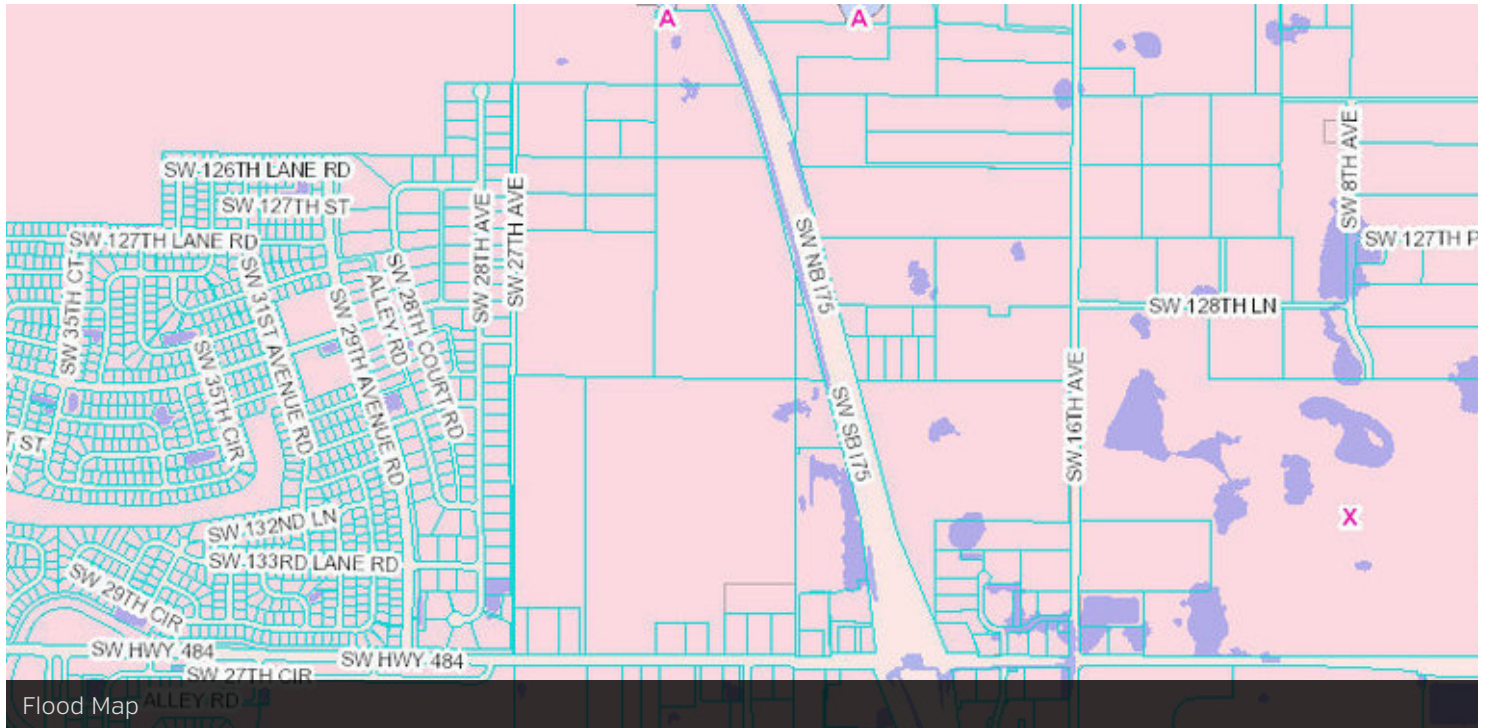 A
A
SW 126TH LANE RD
SW 127TH ST
SW 127TH LANE RD
SW 28TH AVE
SW 27TH AVE
SW 8TH AVE
SW 127TH P
SW NB I75
SW 35TH CT
SW 31ST AVENUE RD
SW 28TH COURT RD
ALLEY RD
SW 29TH AVENUE RD
SW 128TH LN
SW 35TH CIR
SW 16TH AVE
SW SB I75
T ST
X
SW 132ND LN
SW 133RD LANE RD
SW 29TH CIR
SW HWY 484
SW HWY 484
SW 27TH CIR
ALLEY RD
Flood Map